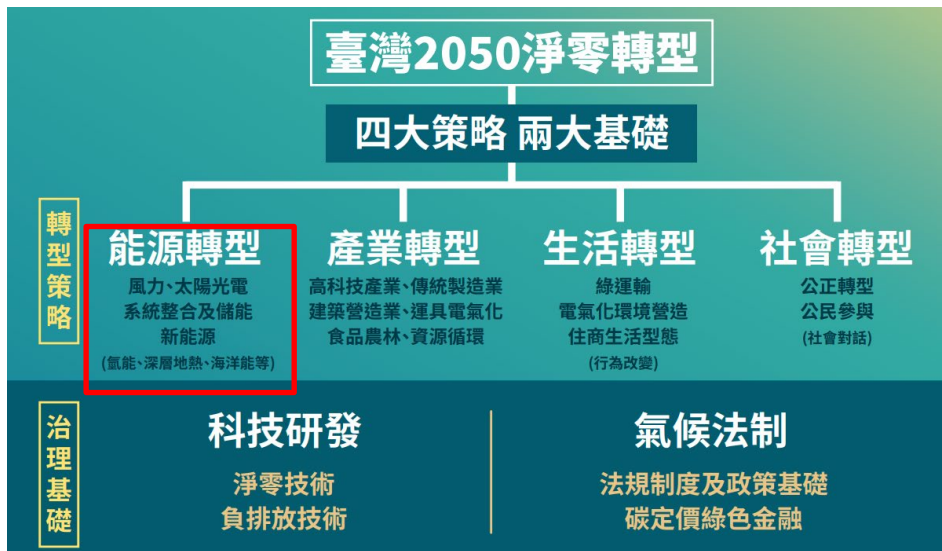 臺灣2050淨零轉型
四大策略 兩大基礎
轉型策略
能源轉型
風力、太陽光電
系統整合及儲能
新能源
(氫能、深層地熱、海洋能等)
產業轉型
高科技產業、傳統製造業
建築營造業、運具電氣化
食品農林、資源循環
生活轉型
綠運輸
電氣化環境營造
住商生活型態
(行為改變)
社會轉型
公正轉型
公民參與
(社會對話)
治理基礎
科技研發
淨零技術
負排放技術
氣候法制
法規制度及政策基礎
碳定價綠色金融